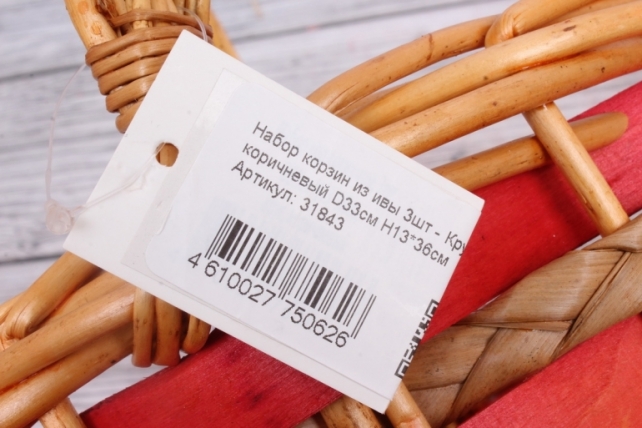 Набор корзин из ивы 3шт - Кру
коричневый D33см H13*36см
Артикул: 31843
4 610027 750626